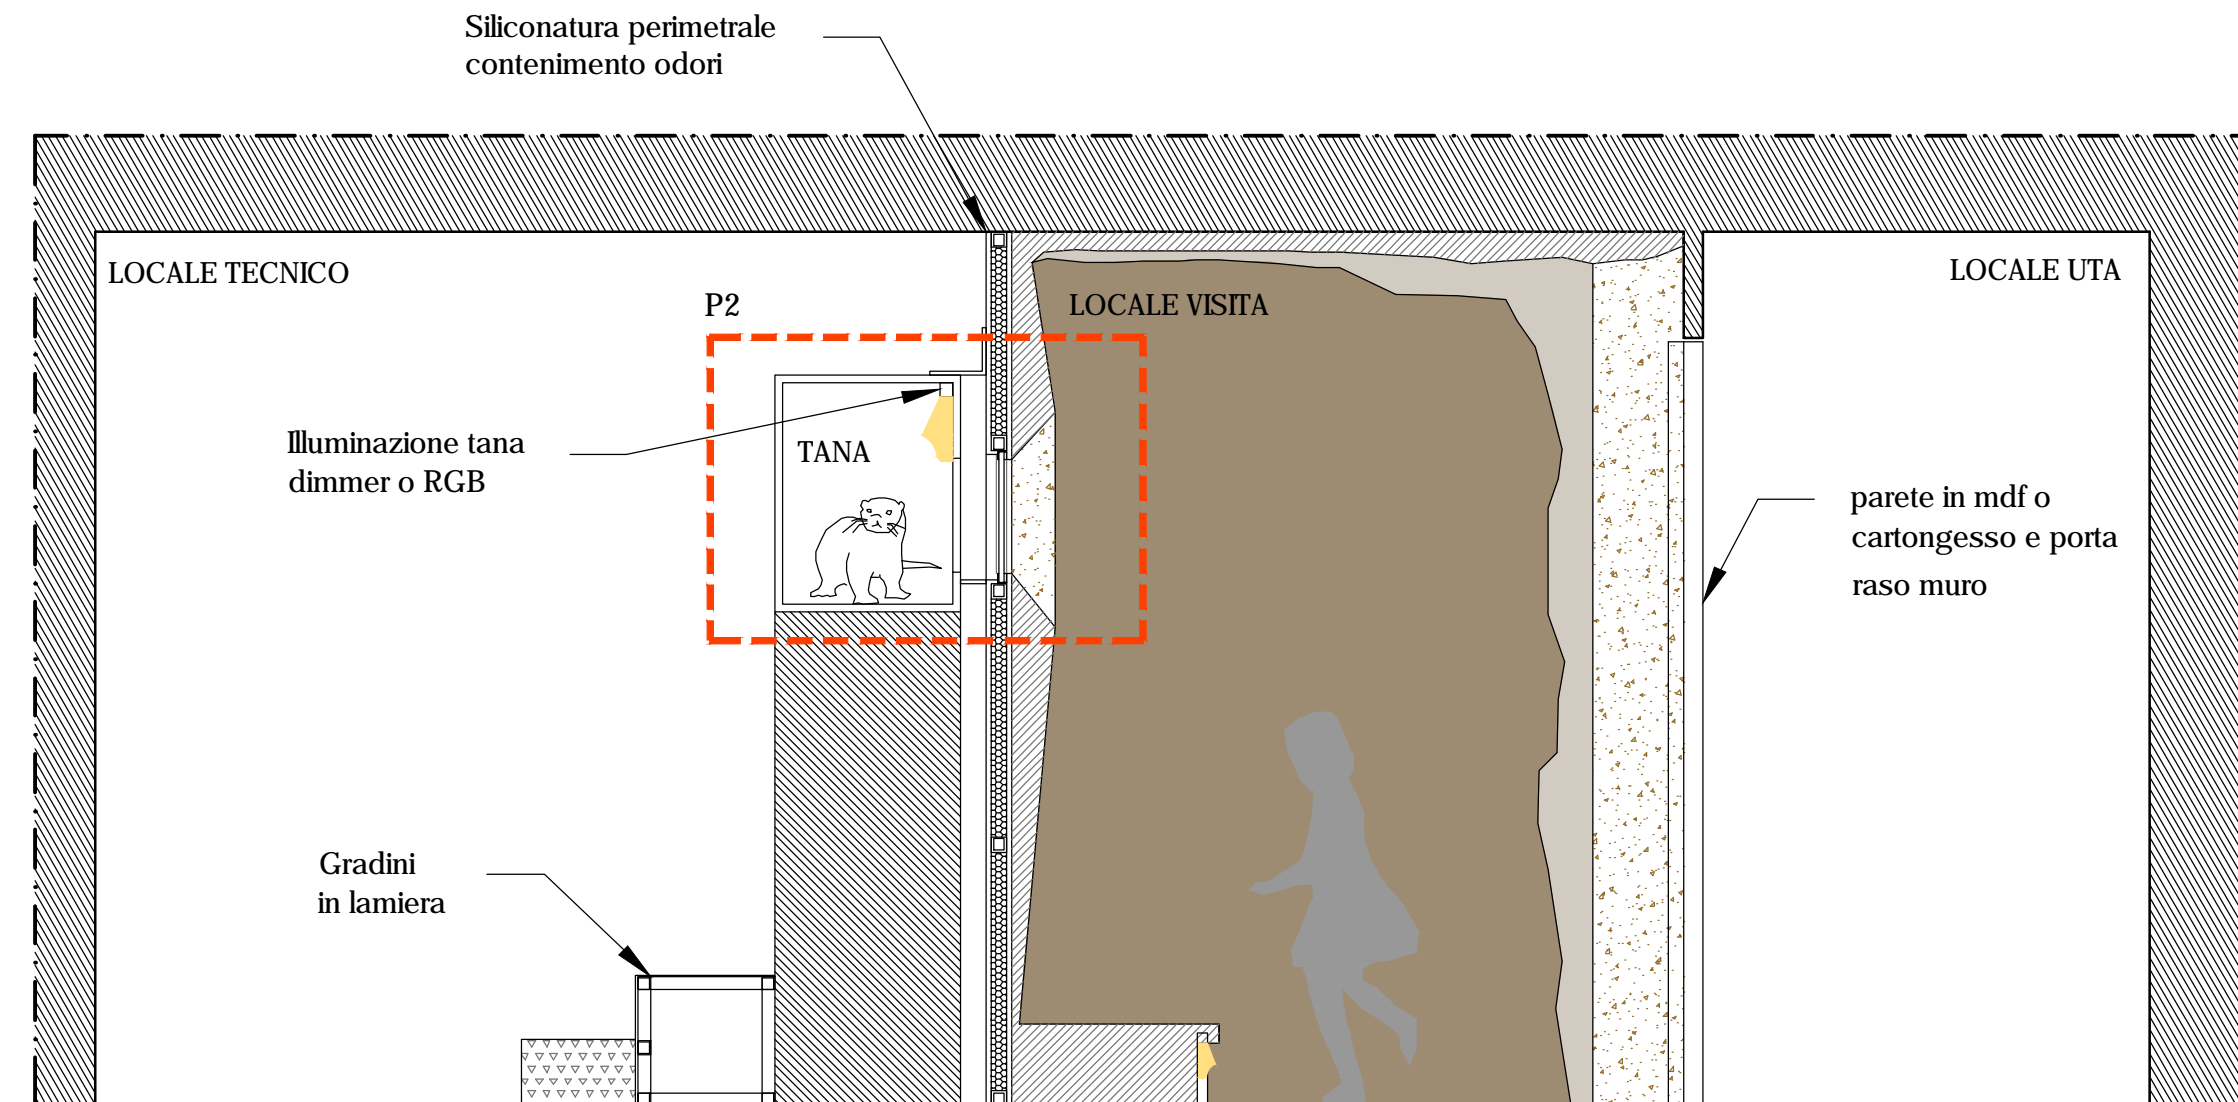 Siliconatura perimetrale
contenimento odori
LOCALE TECNICO
LOCALE UTA
P2
LOCALE VISITA
Illuminazione tana
dimmer o RGB
TANA
parete in mdf o
cartongesso e porta
raso muro
Gradini
in lamiera